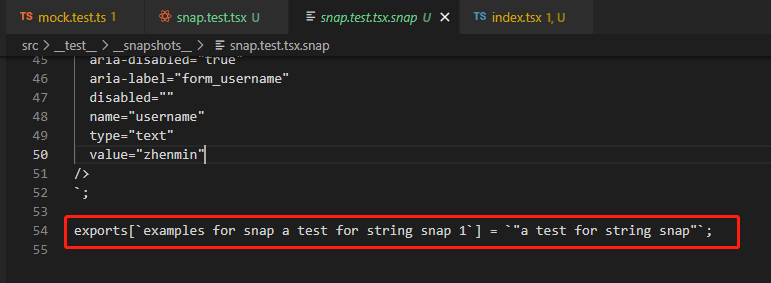 TS mock.test.ts 1 snap.test.tsx U snap.test.tsx.snap U TS index.tsx 1, U
src > __test__ > __snapshots__ > snap.test.tsx.snap
45 aria-disabled="true"
46 aria-label="form_username"
47 disabled=""
48 name="username"
49 type="text"
50 value="zhenmin"
51 />
52 `;
53
54 exports[`examples for snap a test for string snap 1`] = `"a test for string snap"`;
55